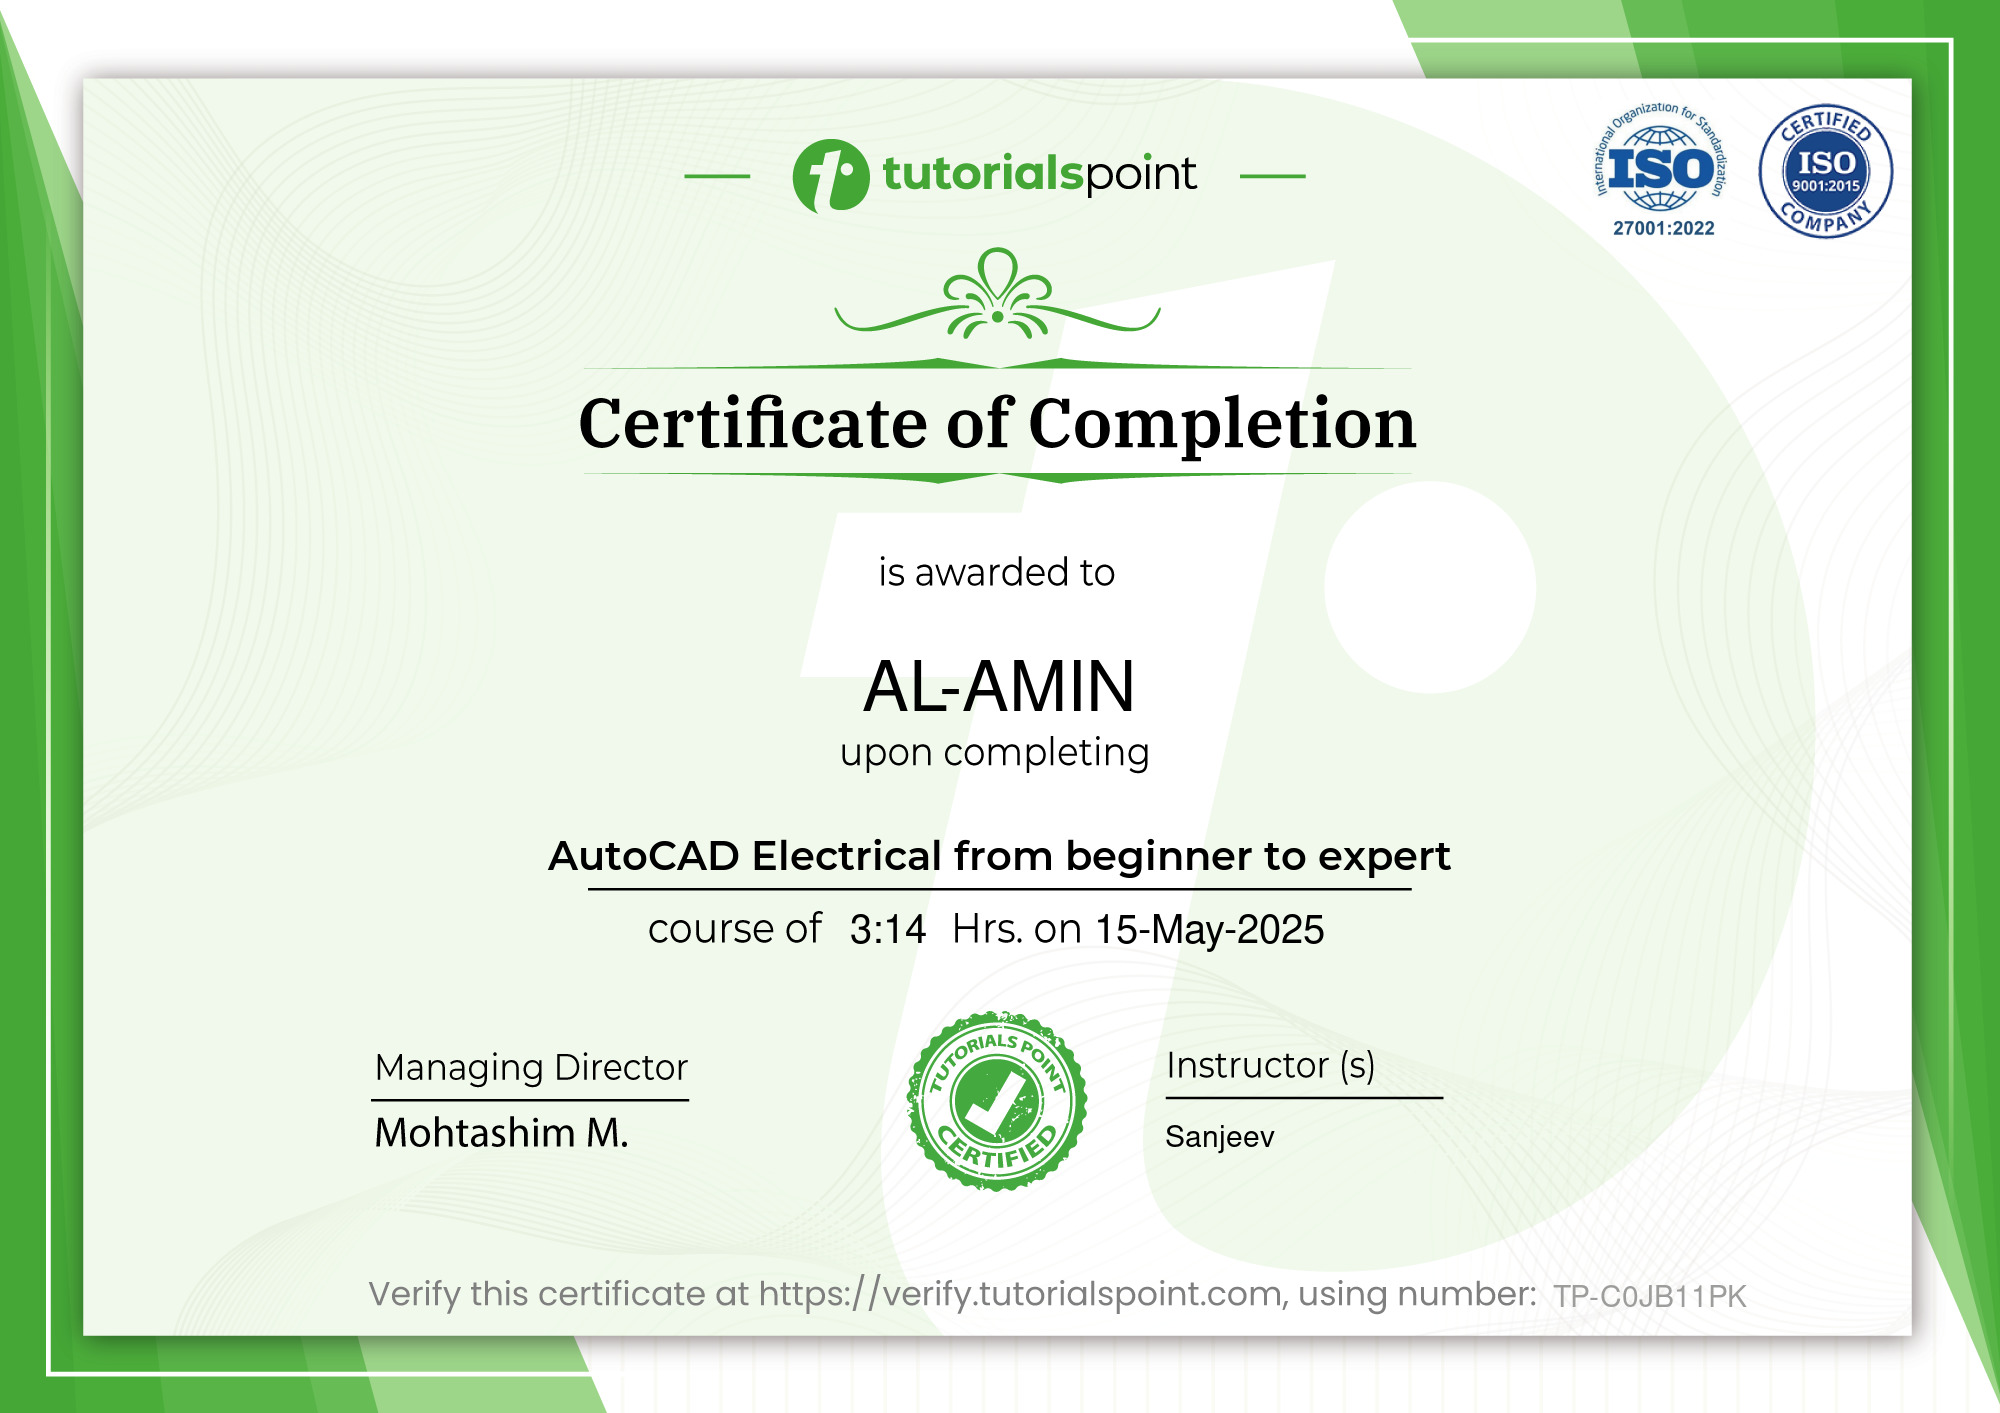 tutorialspoint
International Organization for Standardization
ISO
27001:2022
CERTIFIED
ISO
9001:2015
COMPANY
Certificate of Completion
is awarded to
AL-AMIN
upon completing
AutoCAD Electrical from beginner to expert
course of 3:14 Hrs. on 15-May-2025
Managing Director
Mohtashim M.
TUTORIALS POINT
CERTIFIED
Instructor (s)
Sanjeev
Verify this certificate at https://verify.tutorialspoint.com, using number: TP-C0JB11PK